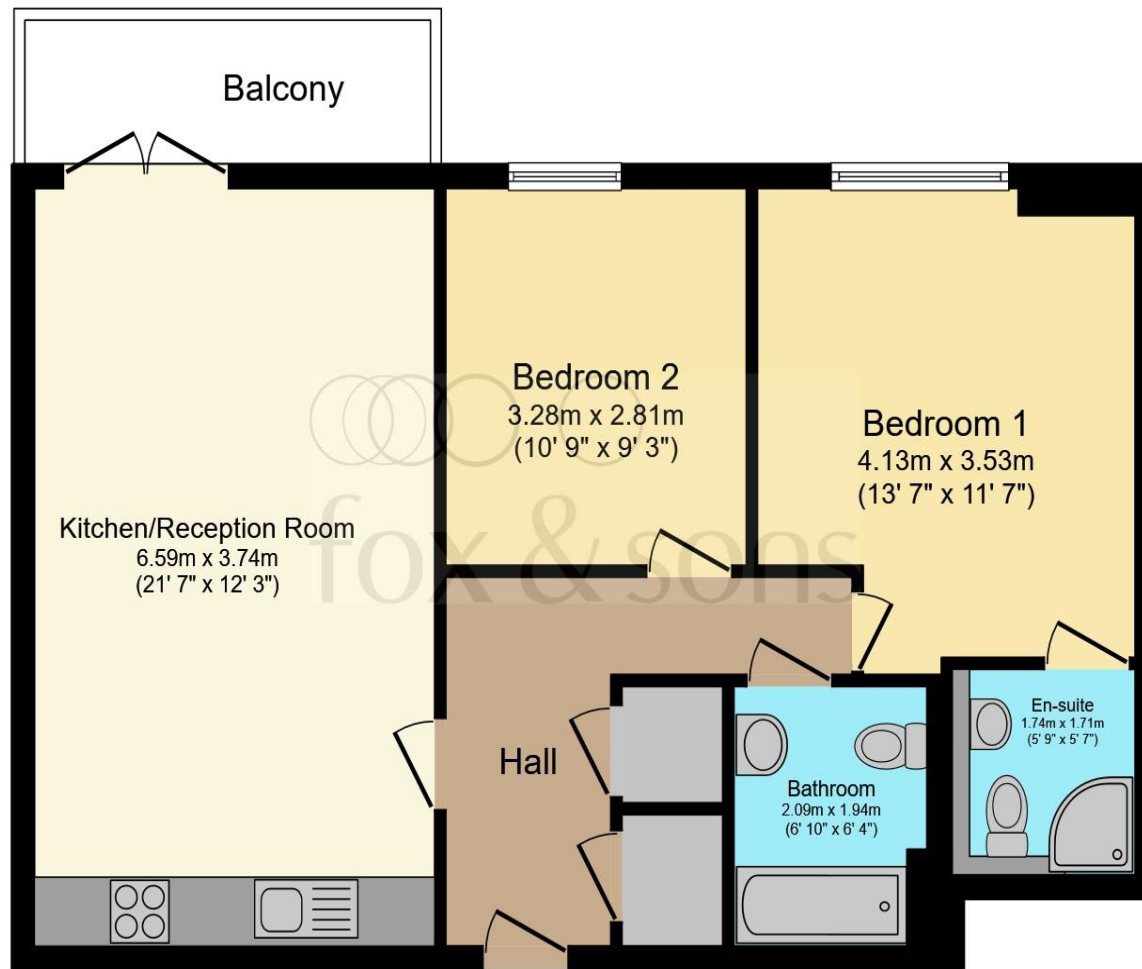 Balcony
Bedroom 2
3.28m x 2.81m
(10' 9" x 9' 3")
Bedroom 1
4.13m x 3.53m
(13' 7" x 11' 7")
Kitchen/Reception Room
6.59m x 3.74m
(21' 7" x 12' 3")
fox & sons
Hall
Bathroom
2.09m x 1.94m
(6' 10" x 6' 4")
En-suite
1.74m x 1.71m
(5' 9" x 5' 7")